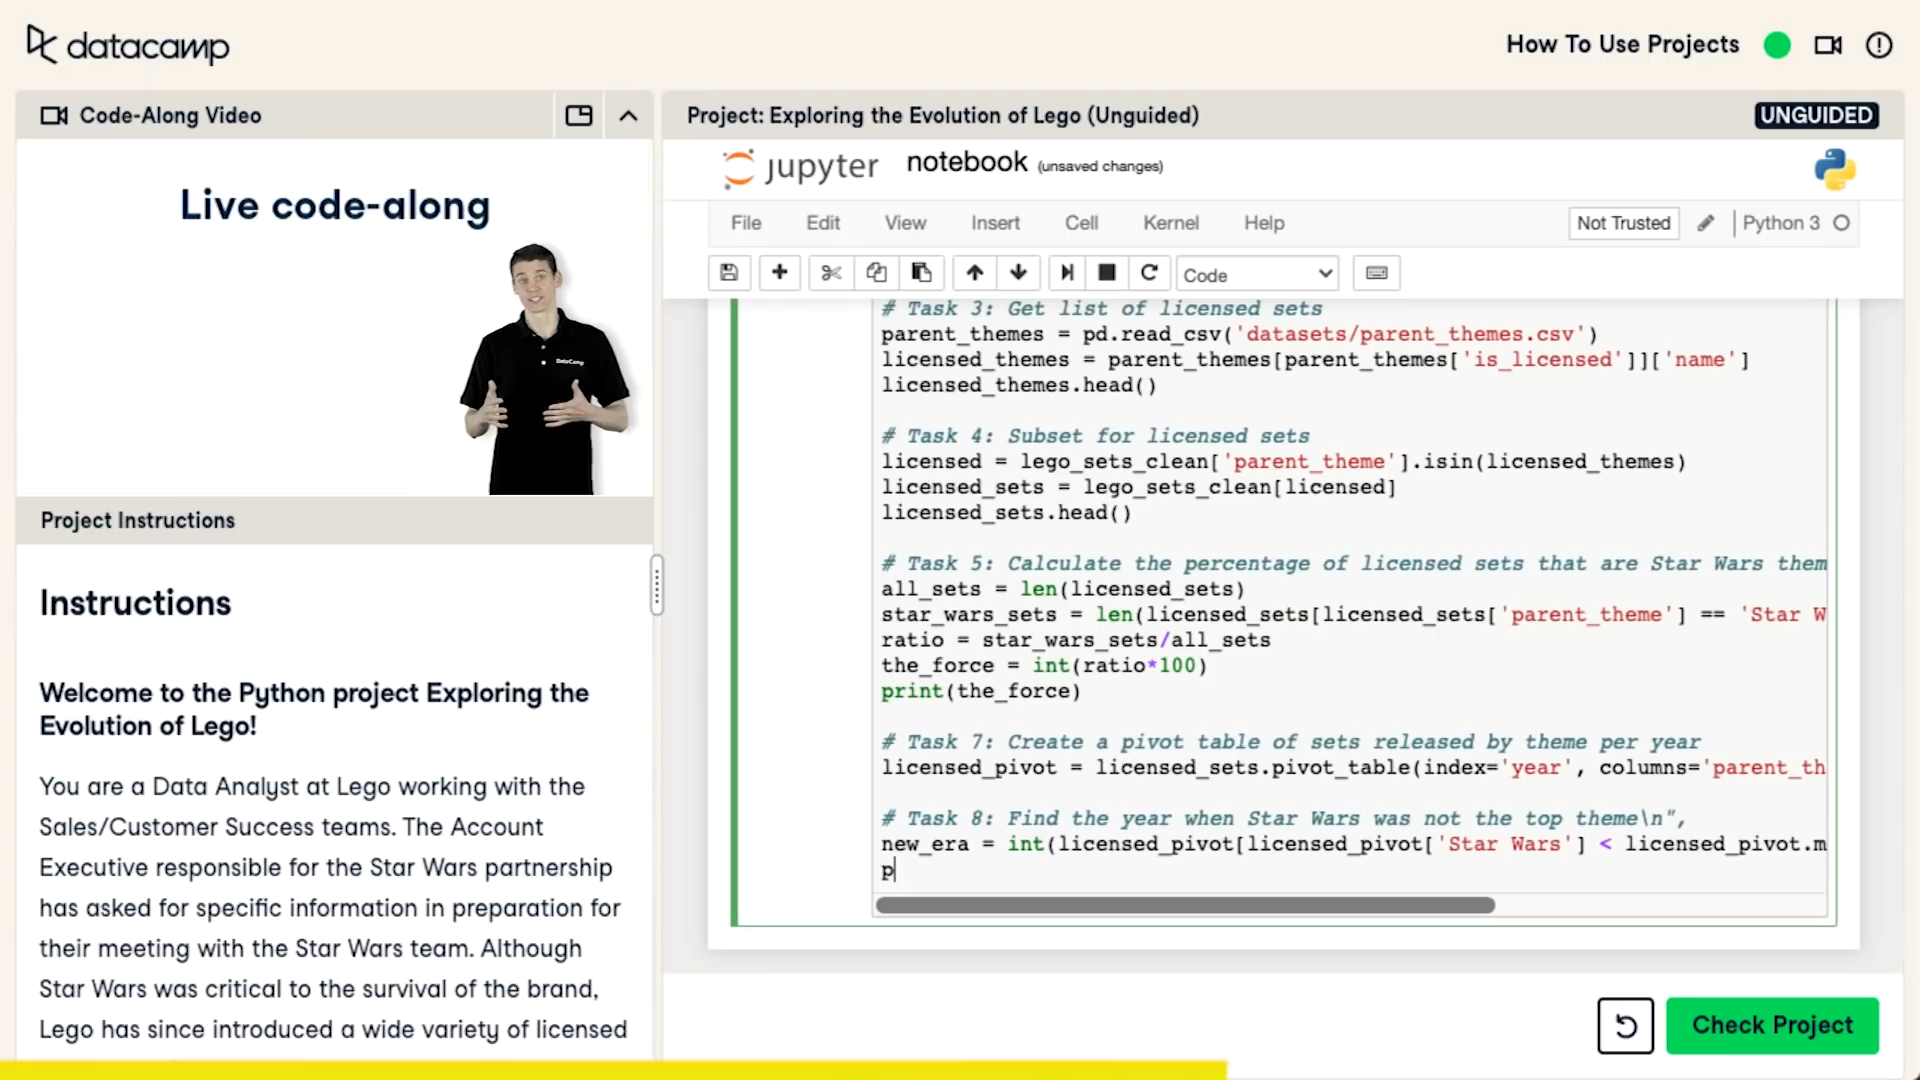 datacamp
How To Use Projects
Code-Along Video
Live code-along
DataCamp
Project Instructions
Instructions
Welcome to the Python project Exploring the
Evolution of Lego!
You are a Data Analyst at Lego working with the
Sales/Customer Success teams. The Account
Executive responsible for the Star Wars partnership
has asked for specific information in preparation for
their meeting with the Star Wars team. Although
Star Wars was critical to the survival of the brand,
Lego has since introduced a wide variety of licensed
Project: Exploring the Evolution of Lego (Unguided)
UNGUIDED
jupyter notebook (unsaved changes)
File Edit View Insert Cell Kernel Help Not Trusted Python 3
Code
# Task 3: Get list of licensed sets
parent_themes = pd.read_csv('datasets/parent_themes.csv')
licensed_themes = parent_themes[parent_themes['is_licensed']]['name']
licensed_themes.head()
# Task 4: Subset for licensed sets
licensed = lego_sets_clean['parent_theme'].isin(licensed_themes)
licensed_sets = lego_sets_clean[licensed]
licensed_sets.head()
# Task 5: Calculate the percentage of licensed sets that are Star Wars them
all_sets = len(licensed_sets)
star_wars_sets = len(licensed_sets[licensed_sets['parent_theme'] == 'Star W
ratio = star_wars_sets/all_sets
the_force = int(ratio*100)
print(the_force)
# Task 7: Create a pivot table of sets released by theme per year
licensed_pivot = licensed_sets.pivot_table(index='year', columns='parent_th
# Task 8: Find the year when Star Wars was not the top theme\n",
new_era = int(licensed_pivot[licensed_pivot['Star Wars'] < licensed_pivot.m
p
Check Project